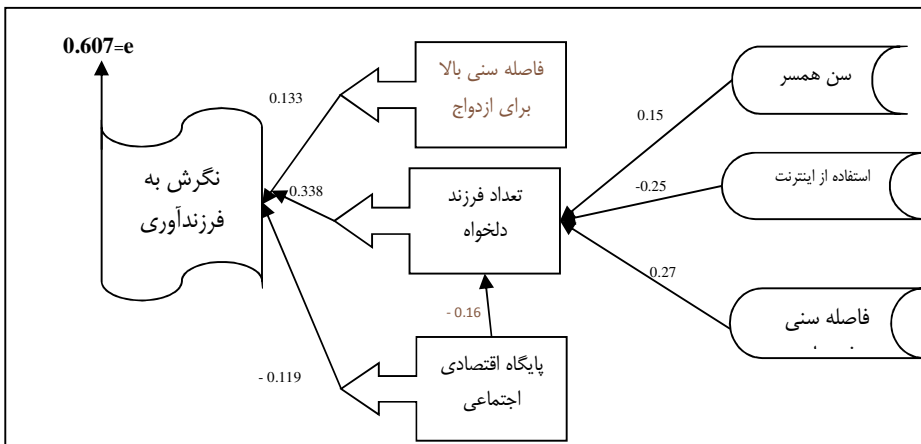 0.607=e
فاصله سنی بالا
برای ازدواج
سن همسر
0.133
0.15
نگرش به
فرزندآوری
0.338
تعداد فرزند
دلخواه
-0.25
استفاده از اینترنت
0.27
- 0.16
فاصله سنی
- 0.119
پایگاه اقتصادی
اجتماعی